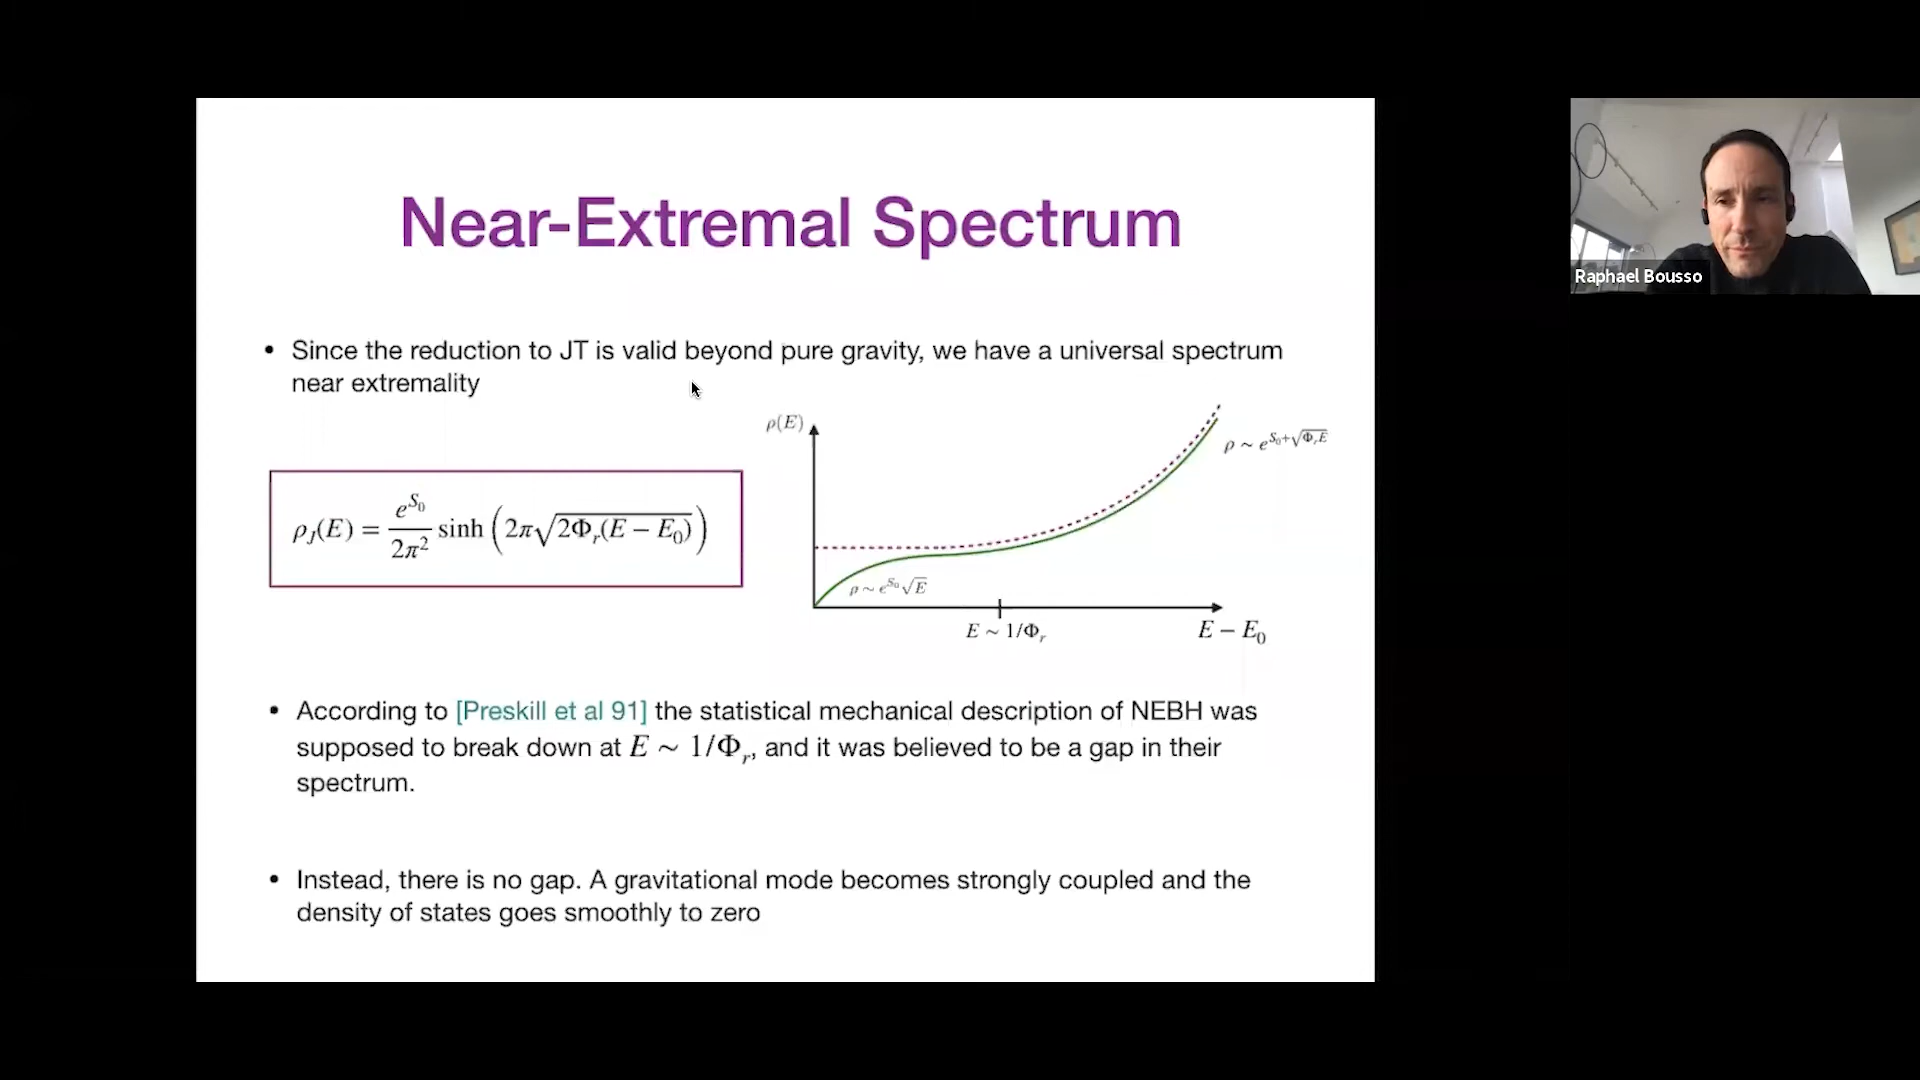 Near-Extremal Spectrum
• Since the reduction to JT is valid beyond pure gravity, we have a universal spectrum
near extremality
ρ_J(E) = e^{S_0}/2π² sinh (2π√(2Φ_r(E − E_0)))
ρ(E)
ρ ~ e^{S_0+√(Φ_r E)}
ρ ~ e^{S_0}√E
E ~ 1/Φ_r
E − E_0
• According to [Preskill et al 91] the statistical mechanical description of NEBH was
supposed to break down at E ~ 1/Φ_r, and it was believed to be a gap in their
spectrum.
• Instead, there is no gap. A gravitational mode becomes strongly coupled and the
density of states goes smoothly to zero
Raphael Bousso